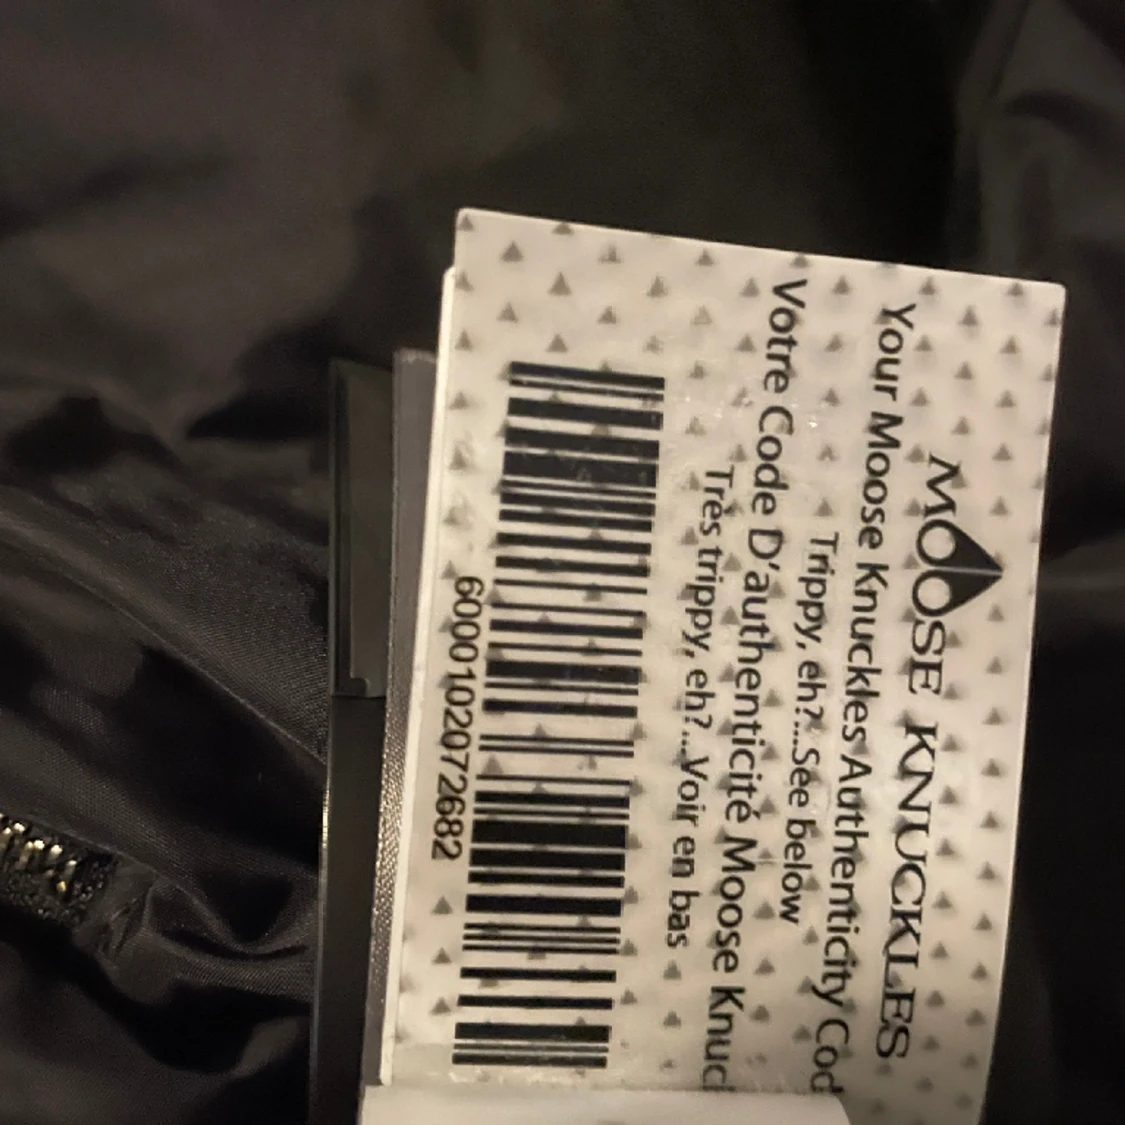 MOOSE KNUCKLES
Your Moose Knuckles Authenticity Cod
Trippy, eh?...See below
Votre Code D'authenticité Moose Knucl
Très trippy, eh?...Voir en bas
6000102072682